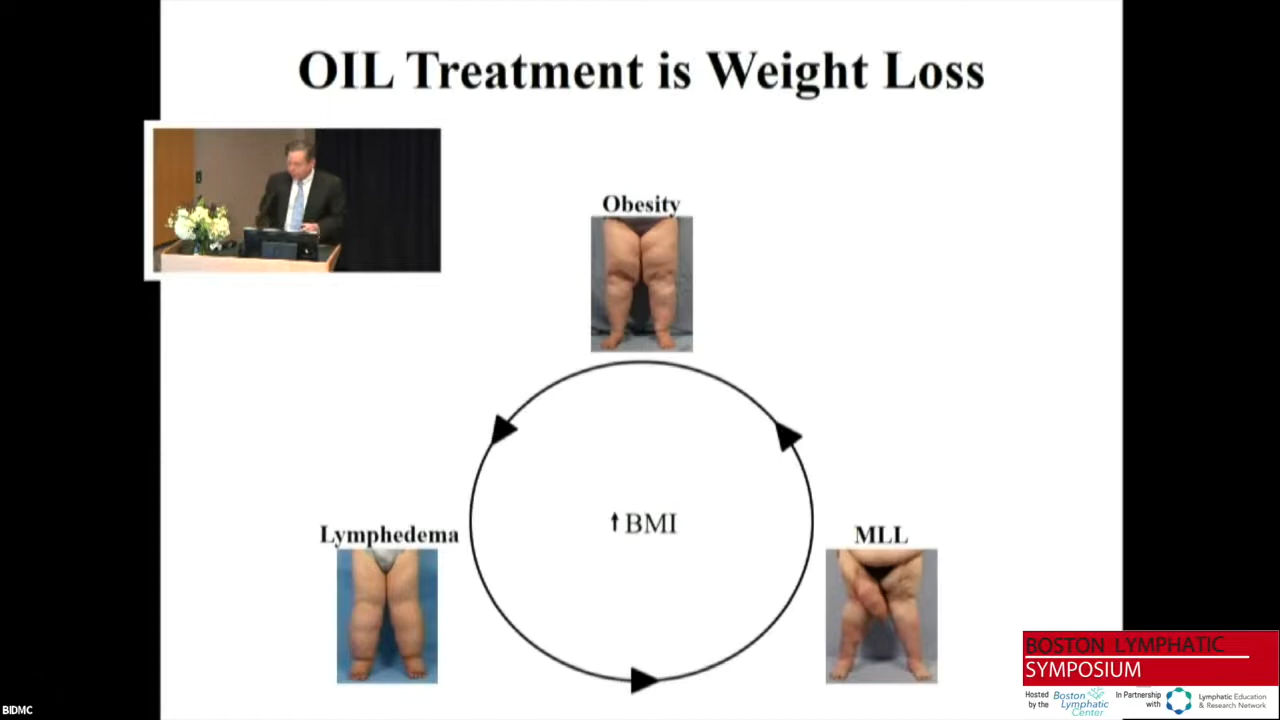 OIL Treatment is Weight Loss
Obesity
Lymphedema
↑ BMI
MLL
BOSTON LYMPHATIC
SYMPOSIUM
Hosted
by the
Boston
Lymphatic
Center
In Partnership
with
Lymphatic Education
& Research Network
BIDMC